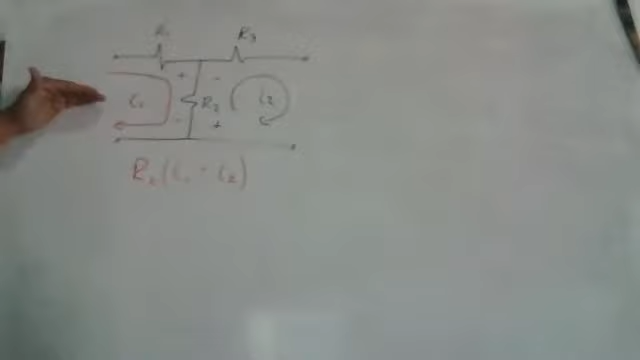 R₁ R₃
+ -
i₁ R₂ i₂
- +
R₂(i₁ - i₂)